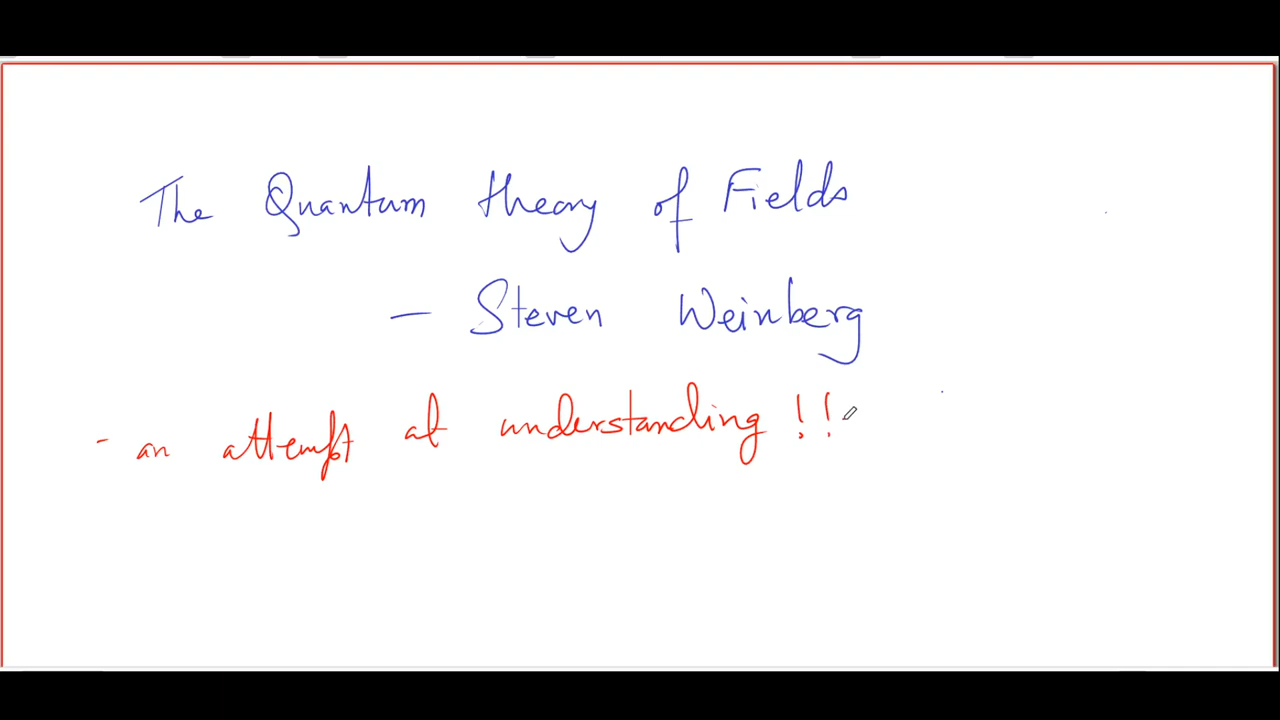 The Quantum theory of Fields
- Steven Weinberg
- an attempt at understanding !!